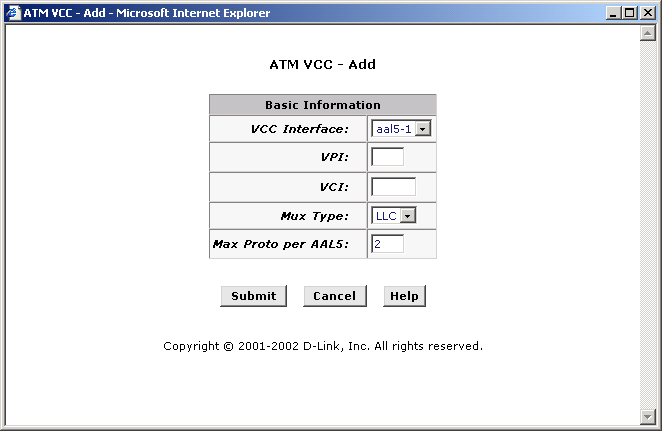 ATM VCC - Add - Microsoft Internet Explorer
ATM VCC - Add
Basic Information
VCC Interface: aal5-1
VPI:
VCI:
Mux Type: LLC
Max Proto per AAL5: 2
Submit Cancel Help
Copyright © 2001-2002 D-Link, Inc. All rights reserved.